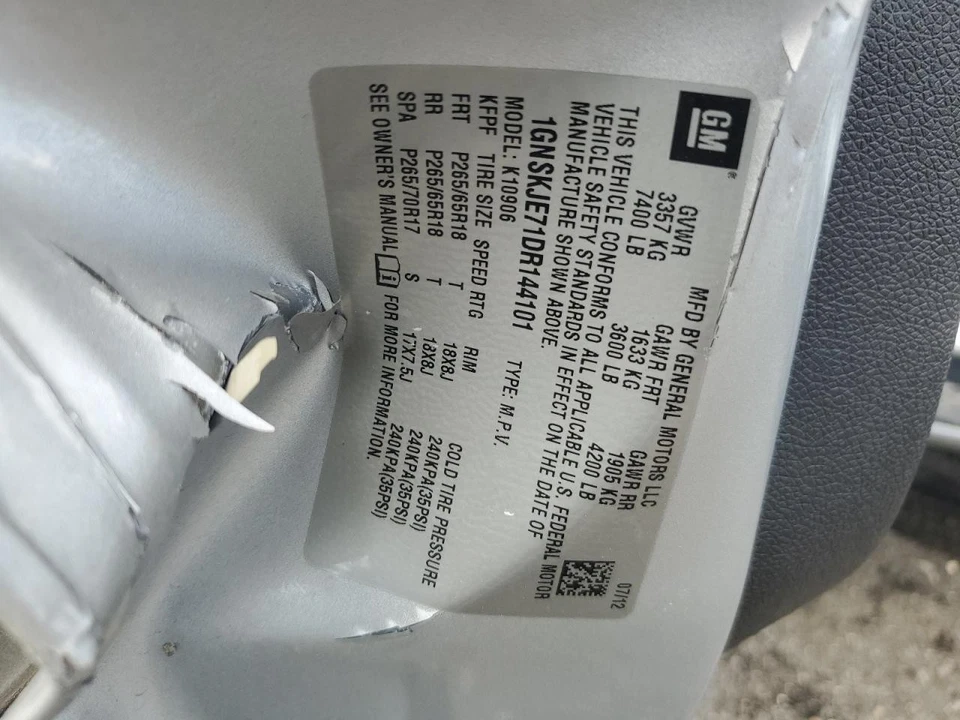 GM®
MFD BY GENERAL MOTORS LLC
07/12
GVWR GAWR FRT GAWR RR
3357 KG 1633 KG 1905 KG
7400 LB 3600 LB 4200 LB
THIS VEHICLE CONFORMS TO ALL APPLICABLE U.S. FEDERAL MOTOR
VEHICLE SAFETY STANDARDS IN EFFECT ON THE DATE OF
MANUFACTURE SHOWN ABOVE.
1GNSKJE71DR144101 TYPE: M.P.V.
MODEL: K10906
KFPF TIRE SIZE SPEED RTG RIM COLD TIRE PRESSURE
FRT P265/65R18 T 18X8J 240KPA(35PSI)
RR P265/65R18 T 18X8J 240KPA(35PSI)
SPA P265/70R17 S 17X7.5J 240KPA(35PSI)
SEE OWNER'S MANUAL i FOR MORE INFORMATION.